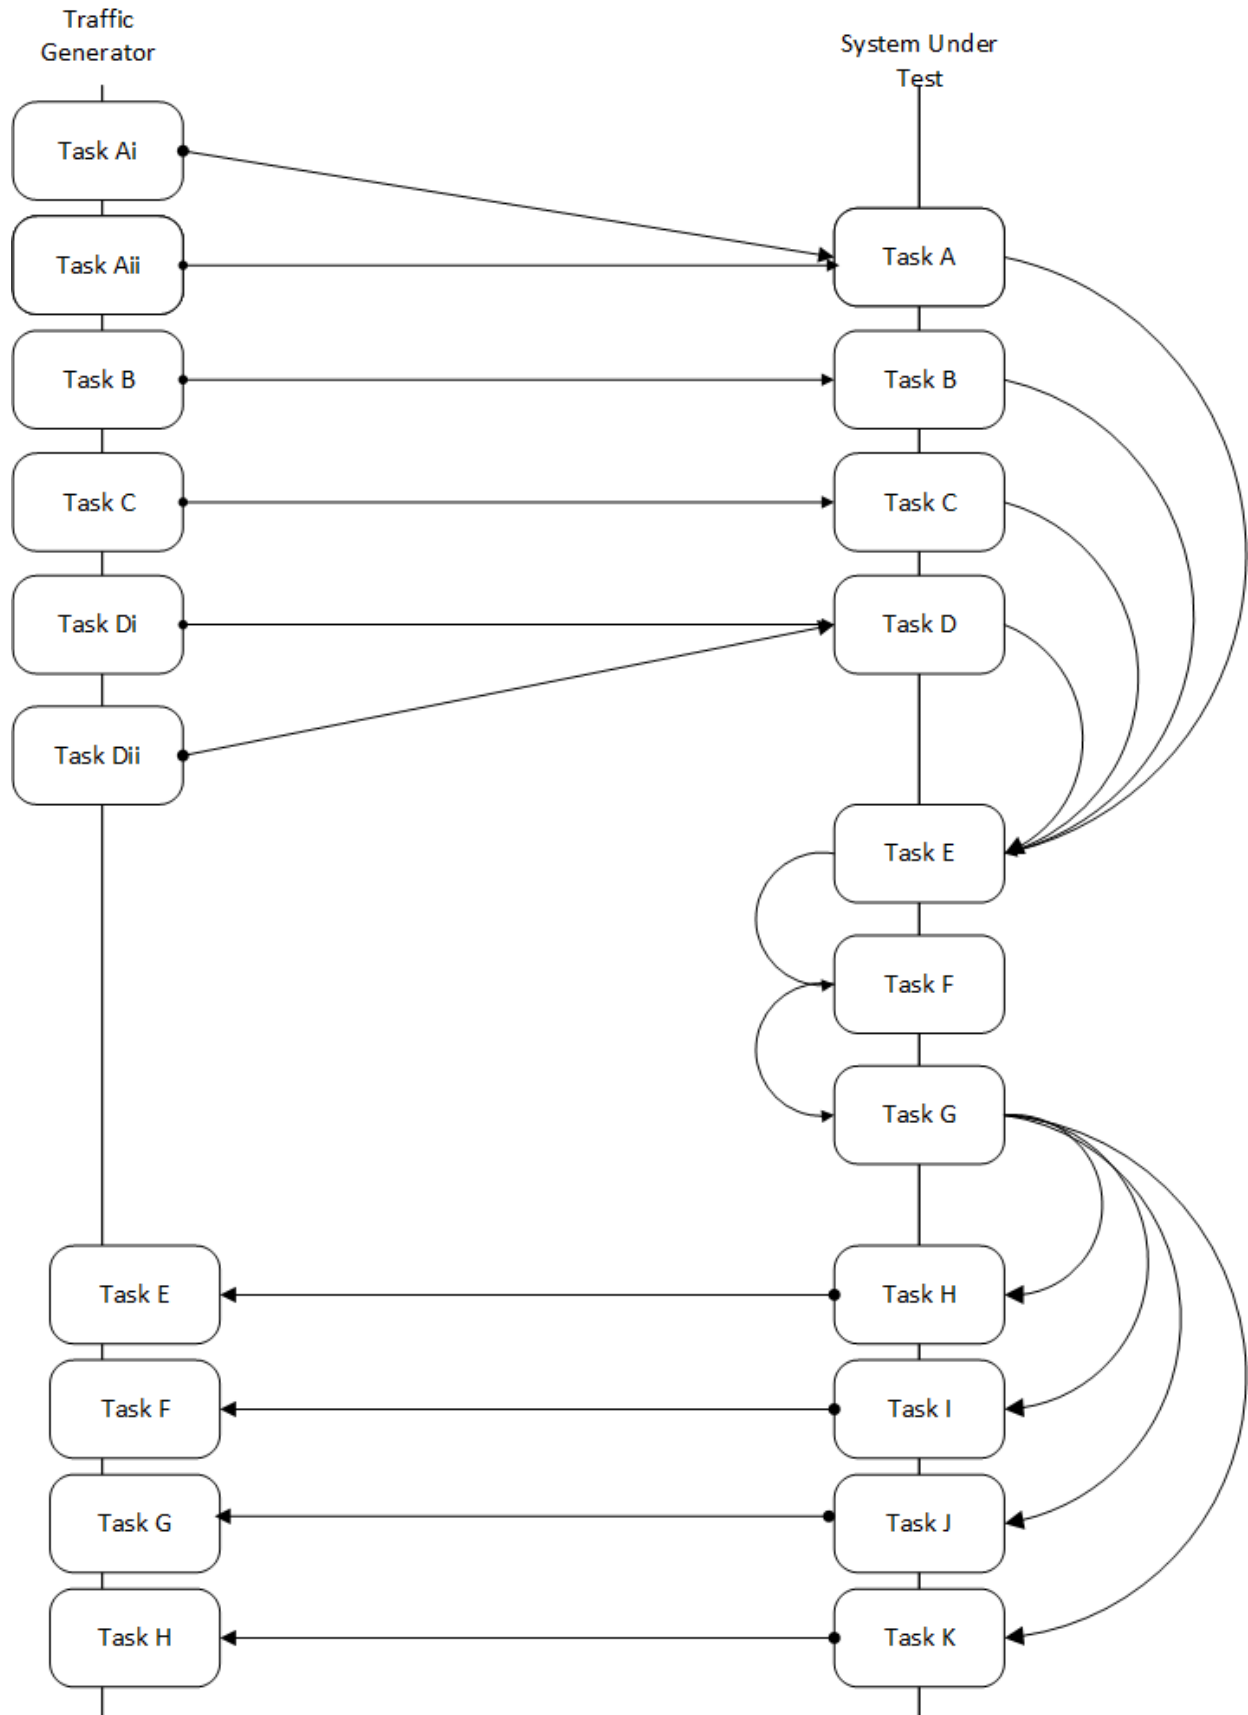 Traffic
Generator
System Under
Test
Task Ai
Task A
Task Aii
Task B
Task B
Task C
Task C
Task Di
Task D
Task Dii
Task E
Task F
Task G
Task E
Task H
Task F
Task I
Task G
Task J
Task H
Task K